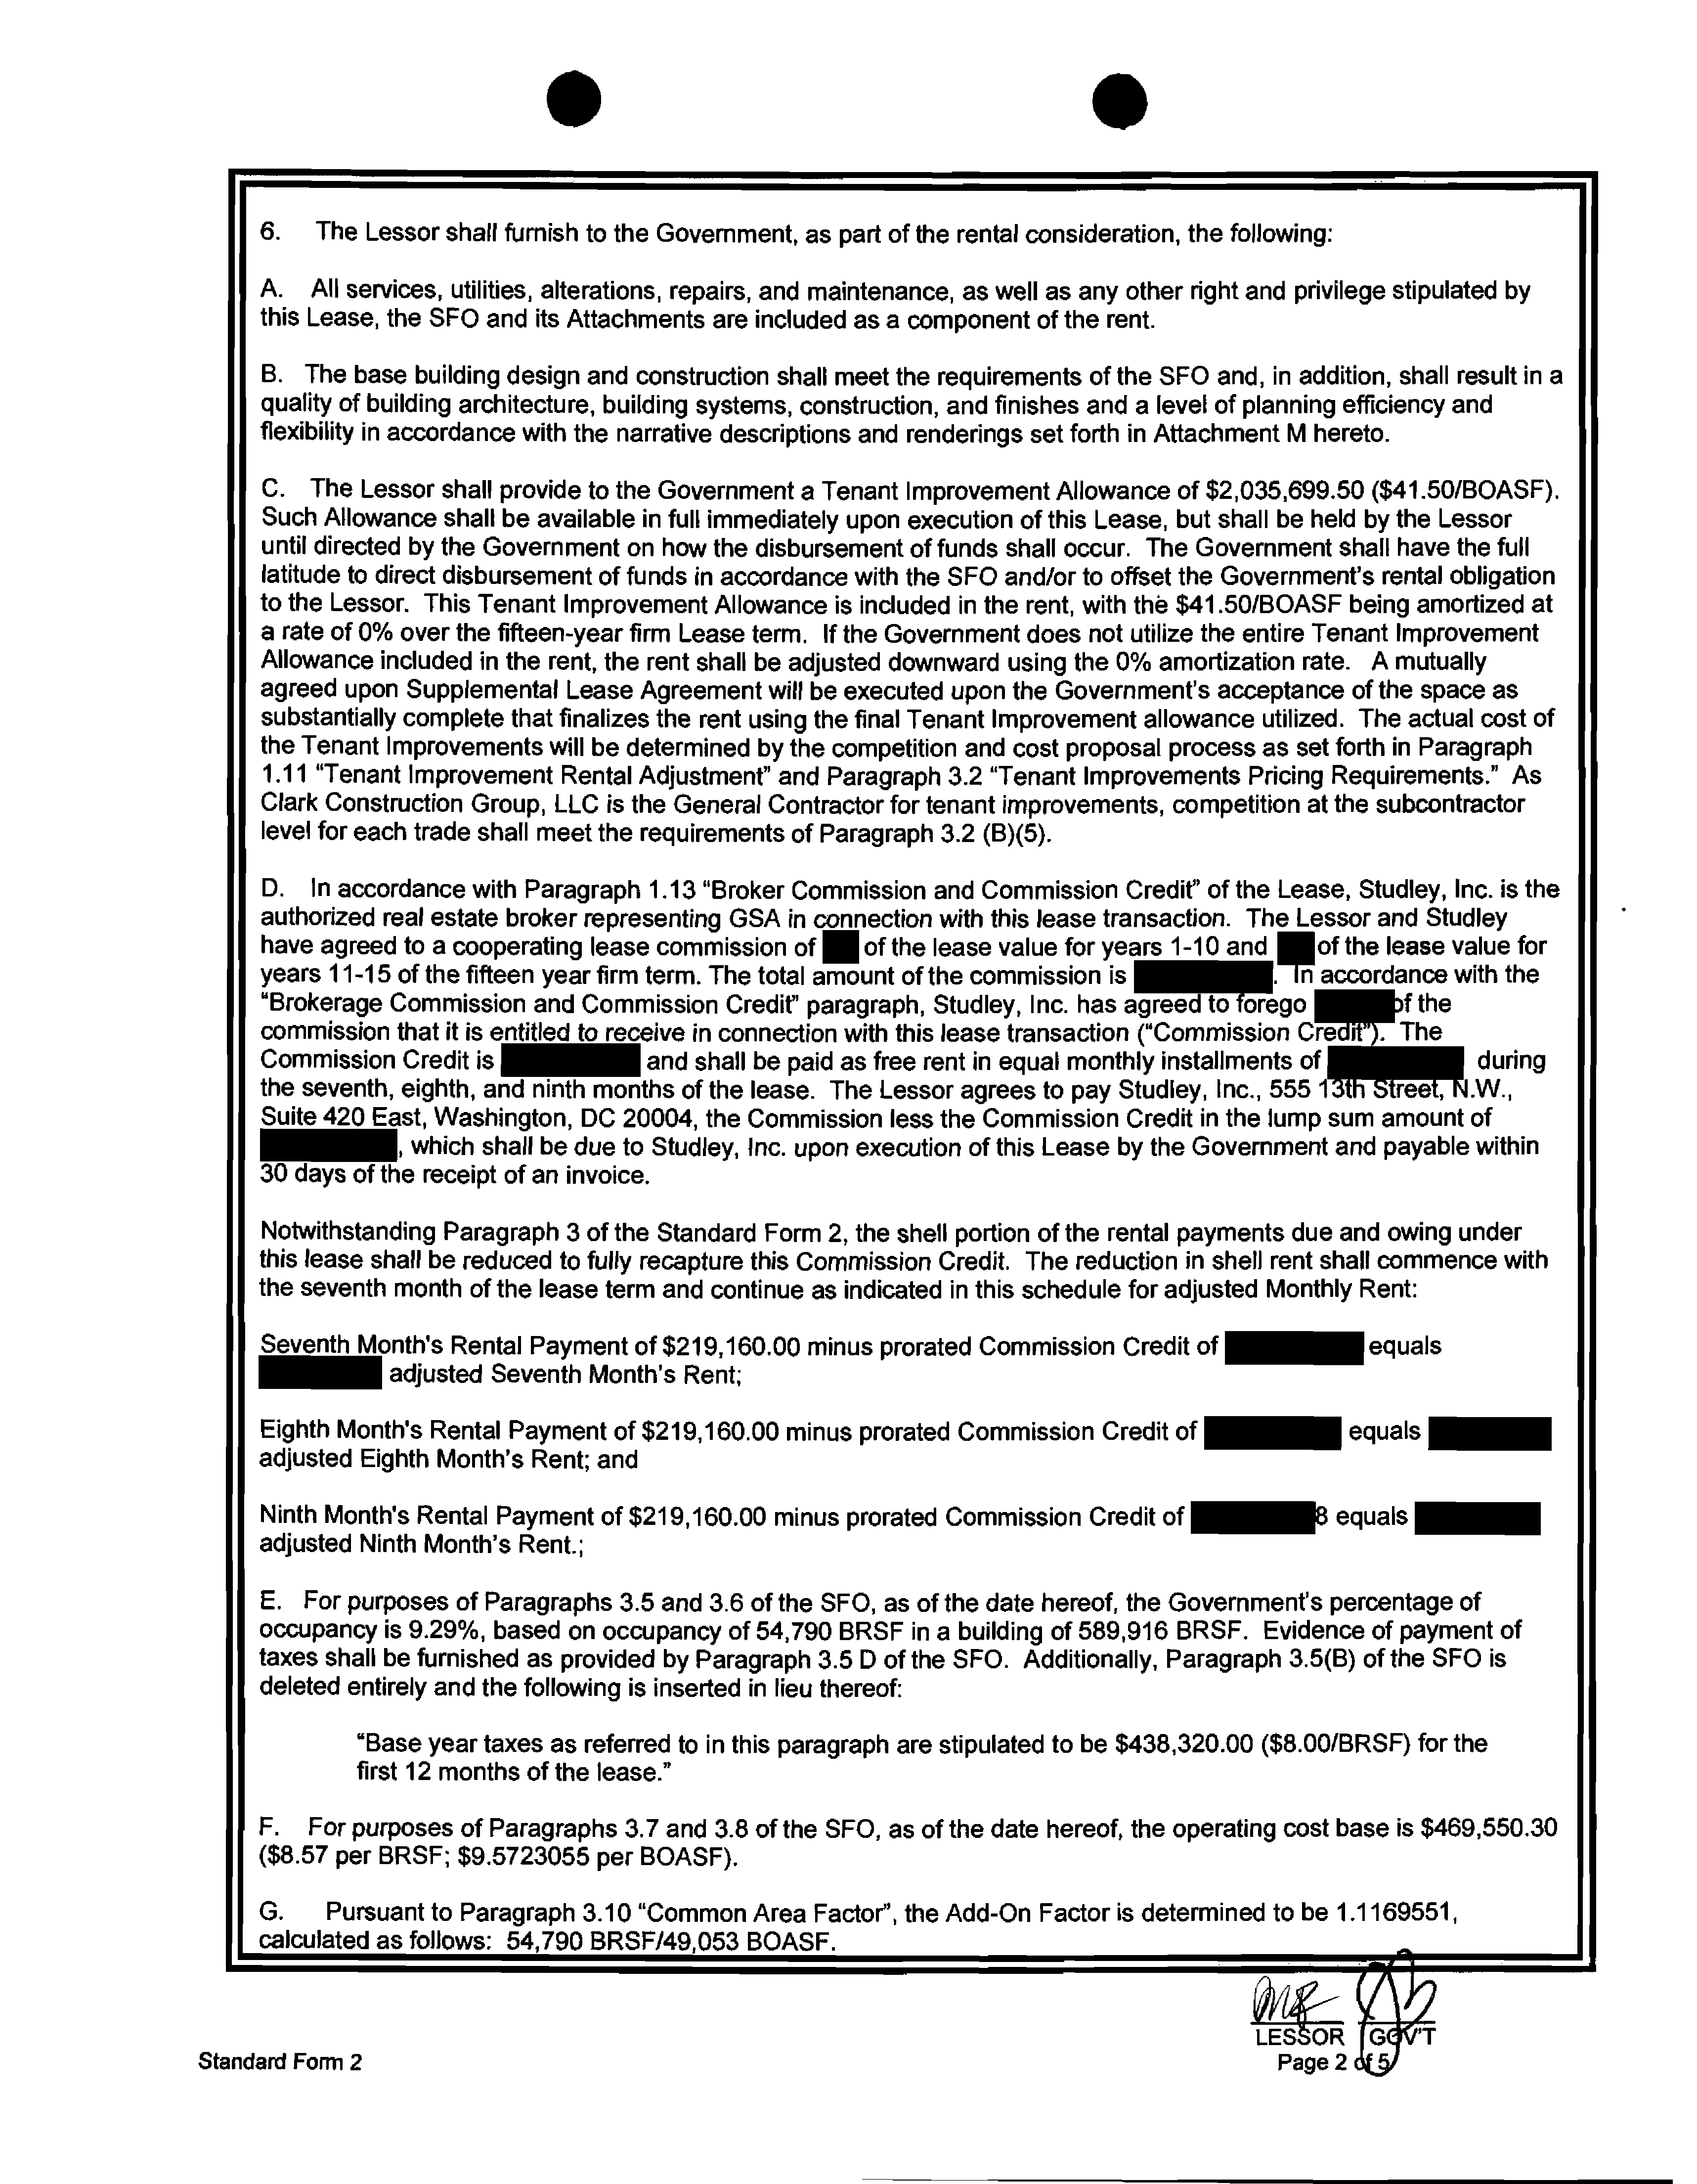 6. The Lessor shall furnish to the Government, as part of the rental consideration, the following:
A. All services, utilities, alterations, repairs, and maintenance, as well as any other right and privilege stipulated by
this Lease, the SFO and its Attachments are included as a component of the rent.
B. The base building design and construction shall meet the requirements of the SFO and, in addition, shall result in a
quality of building architecture, building systems, construction, and finishes and a level of planning efficiency and
flexibility in accordance with the narrative descriptions and renderings set forth in Attachment M hereto.
C. The Lessor shall provide to the Government a Tenant Improvement Allowance of $2,035,699.50 ($41.50/BOASF).
Such Allowance shall be available in full immediately upon execution of this Lease, but shall be held by the Lessor
until directed by the Government on how the disbursement of funds shall occur. The Government shall have the full
latitude to direct disbursement of funds in accordance with the SFO and/or to offset the Government's rental obligation
to the Lessor. This Tenant Improvement Allowance is included in the rent, with the $41.50/BOASF being amortized at
a rate of 0% over the fifteen-year firm Lease term. If the Government does not utilize the entire Tenant Improvement
Allowance included in the rent, the rent shall be adjusted downward using the 0% amortization rate. A mutually
agreed upon Supplemental Lease Agreement will be executed upon the Government's acceptance of the space as
substantially complete that finalizes the rent using the final Tenant Improvement allowance utilized. The actual cost of
the Tenant Improvements will be determined by the competition and cost proposal process as set forth in Paragraph
1.11 "Tenant Improvement Rental Adjustment" and Paragraph 3.2 "Tenant Improvements Pricing Requirements." As
Clark Construction Group, LLC is the General Contractor for tenant improvements, competition at the subcontractor
level for each trade shall meet the requirements of Paragraph 3.2 (B)(5).
D. In accordance with Paragraph 1.13 "Broker Commission and Commission Credit" of the Lease, Studley, Inc. is the
authorized real estate broker representing GSA in connection with this lease transaction. The Lessor and Studley
have agreed to a cooperating lease commission of of the lease value for years 1-10 and of the lease value for
years 11-15 of the fifteen year firm term. The total amount of the commission is . In accordance with the
"Brokerage Commission and Commission Credit" paragraph, Studley, Inc. has agreed to forego of the
commission that it is entitled to receive in connection with this lease transaction ("Commission Credit"). The
Commission Credit is and shall be paid as free rent in equal monthly installments of during
the seventh, eighth, and ninth months of the lease. The Lessor agrees to pay Studley, Inc., 555 13th Street, N.W.,
Suite 420 East, Washington, DC 20004, the Commission less the Commission Credit in the lump sum amount of
, which shall be due to Studley, Inc. upon execution of this Lease by the Government and payable within
30 days of the receipt of an invoice.
Notwithstanding Paragraph 3 of the Standard Form 2, the shell portion of the rental payments due and owing under
this lease shall be reduced to fully recapture this Commission Credit. The reduction in shell rent shall commence with
the seventh month of the lease term and continue as indicated in this schedule for adjusted Monthly Rent:
Seventh Month's Rental Payment of $219,160.00 minus prorated Commission Credit of equals
adjusted Seventh Month's Rent;
Eighth Month's Rental Payment of $219,160.00 minus prorated Commission Credit of equals
adjusted Eighth Month's Rent; and
Ninth Month's Rental Payment of $219,160.00 minus prorated Commission Credit of 8 equals
adjusted Ninth Month's Rent.;
E. For purposes of Paragraphs 3.5 and 3.6 of the SFO, as of the date hereof, the Government's percentage of
occupancy is 9.29%, based on occupancy of 54,790 BRSF in a building of 589,916 BRSF. Evidence of payment of
taxes shall be furnished as provided by Paragraph 3.5 D of the SFO. Additionally, Paragraph 3.5(B) of the SFO is
deleted entirely and the following is inserted in lieu thereof:
"Base year taxes as referred to in this paragraph are stipulated to be $438,320.00 ($8.00/BRSF) for the
first 12 months of the lease."
F. For purposes of Paragraphs 3.7 and 3.8 of the SFO, as of the date hereof, the operating cost base is $469,550.30
($8.57 per BRSF; $9.5723055 per BOASF).
G. Pursuant to Paragraph 3.10 "Common Area Factor", the Add-On Factor is determined to be 1.1169551,
calculated as follows: 54,790 BRSF/49,053 BOASF.
LESSOR GOV'T
Standard Form 2
Page 2 of 5